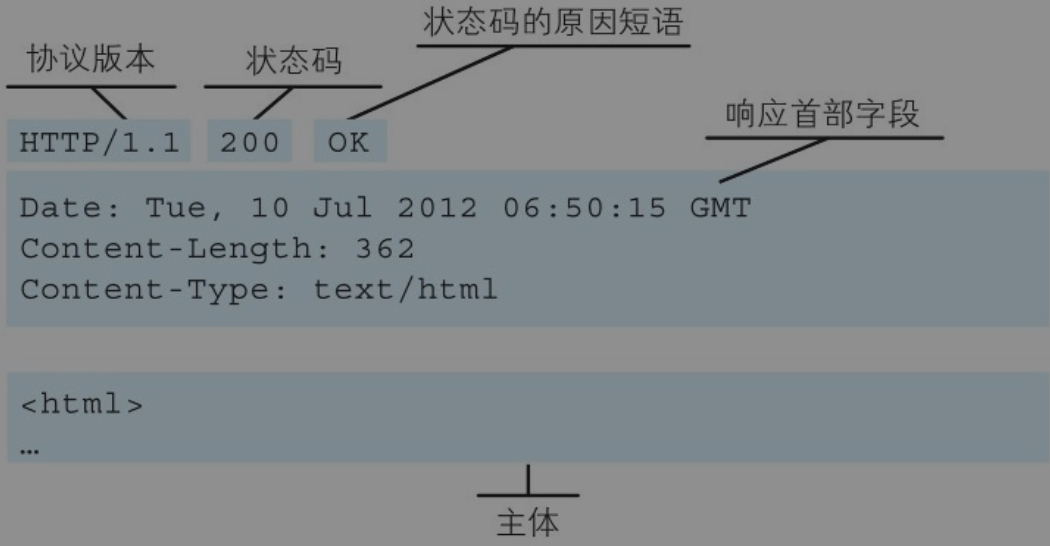 状态码的原因短语
协议版本 状态码
响应首部字段
HTTP/1.1 200 OK
Date: Tue, 10 Jul 2012 06:50:15 GMT
Content-Length: 362
Content-Type: text/html
<html>
…
主体